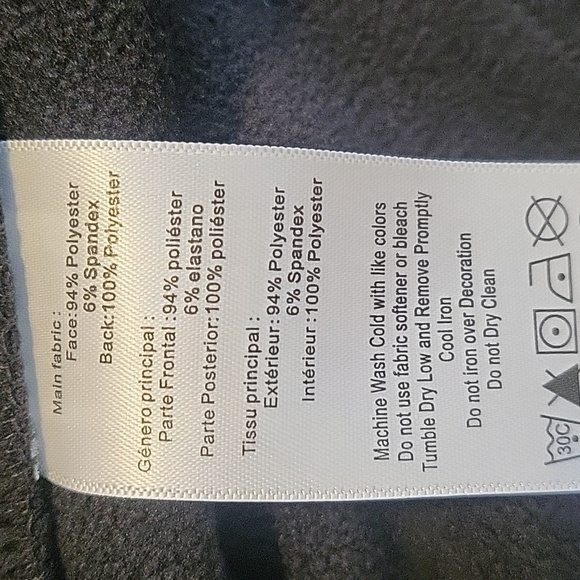 Main fabric :
Face:94% Polyester
6% Spandex
Back:100% Polyester
Género principal :
Parte Frontal :94% poliéster
6% elastano
Parte Posterior:100% poliéster
Tissu principal :
Extérieur:94% Polyester
6% Spandex
Intérieur :100% Polyester
Machine Wash Cold with like colors
Do not use fabric softener or bleach
Tumble Dry Low and Remove Promptly
Cool Iron
Do not iron over Decoration
Do not Dry Clean
30C